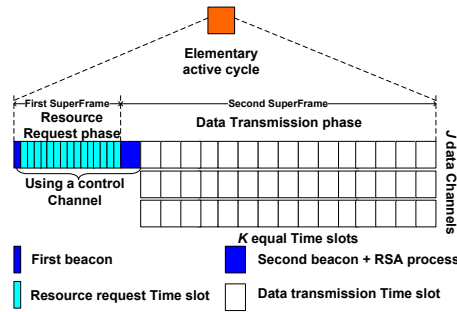 Elementary
active cycle
First SuperFrame
Second SuperFrame
Resource
Request phase
Data Transmission phase
J data Channels
Using a control
Channel
K equal Time slots
First beacon
Second beacon + RSA process
Resource request Time slot
Data transmission Time slot